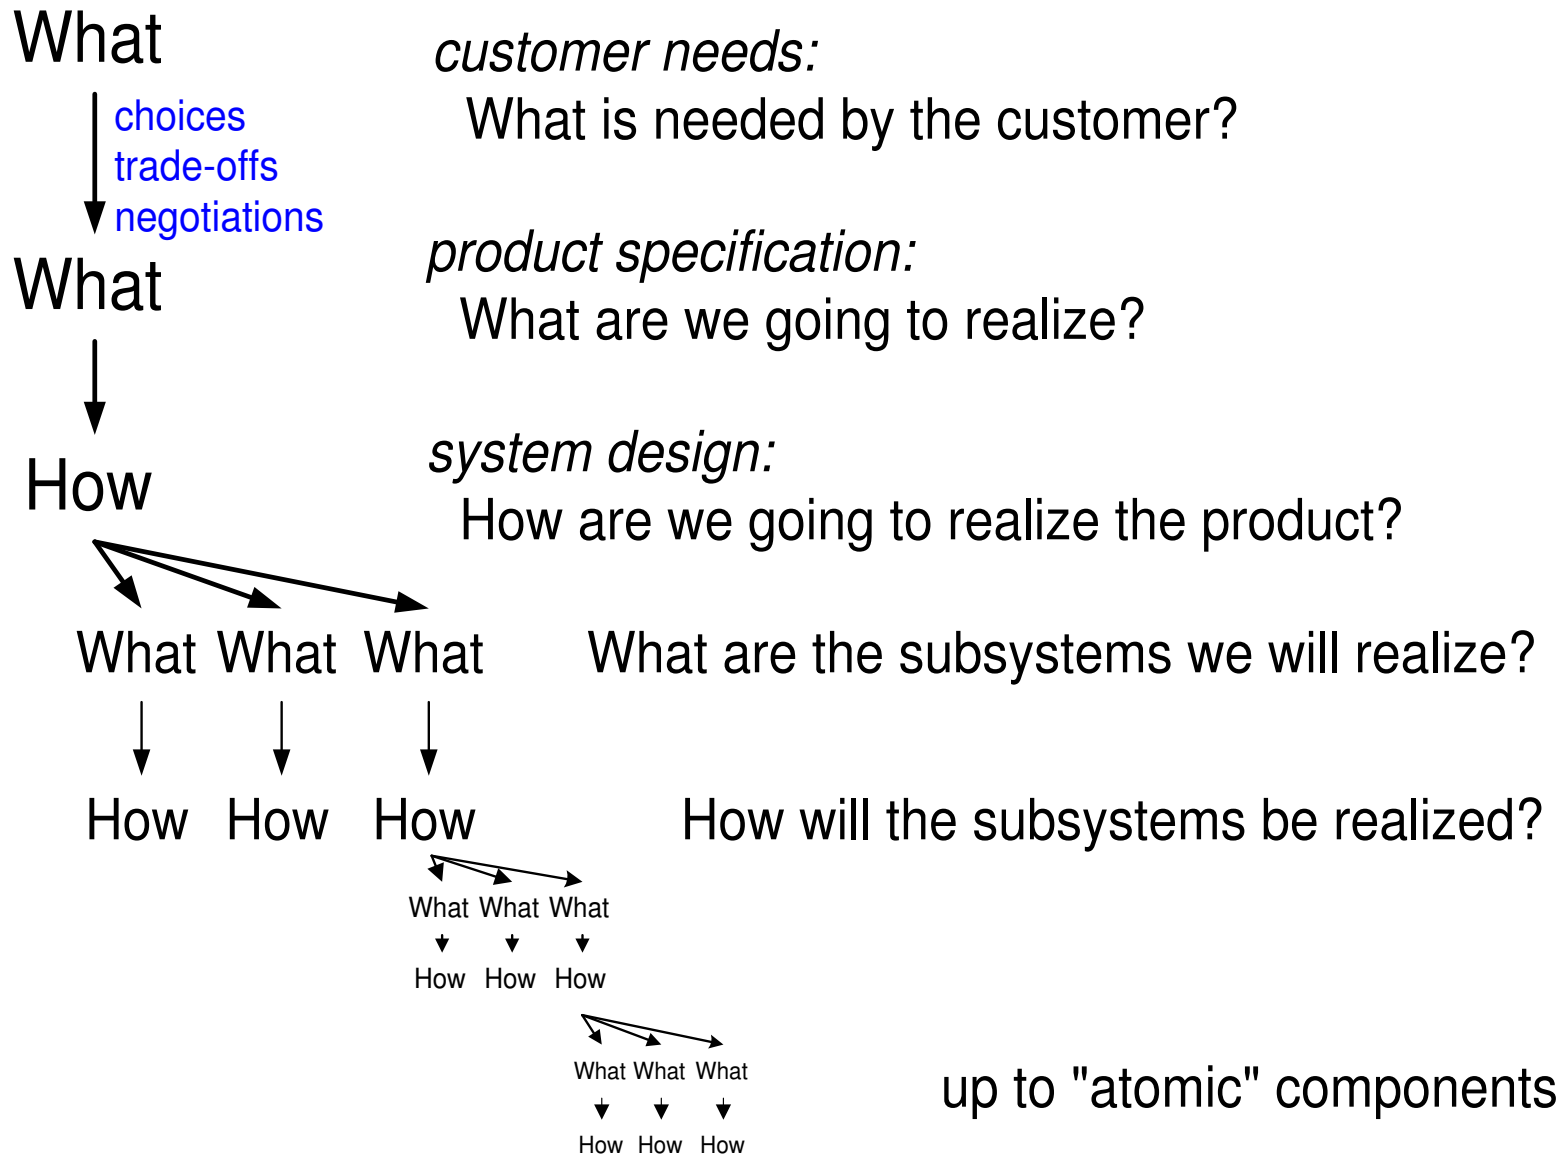 What
customer needs:
What is needed by the customer?
choices
trade-offs
negotiations
What
product specification:
What are we going to realize?
How
system design:
How are we going to realize the product?
What What What
What are the subsystems we will realize?
How How How
How will the subsystems be realized?
What What What
How How How
What What What
up to "atomic" components
How How How